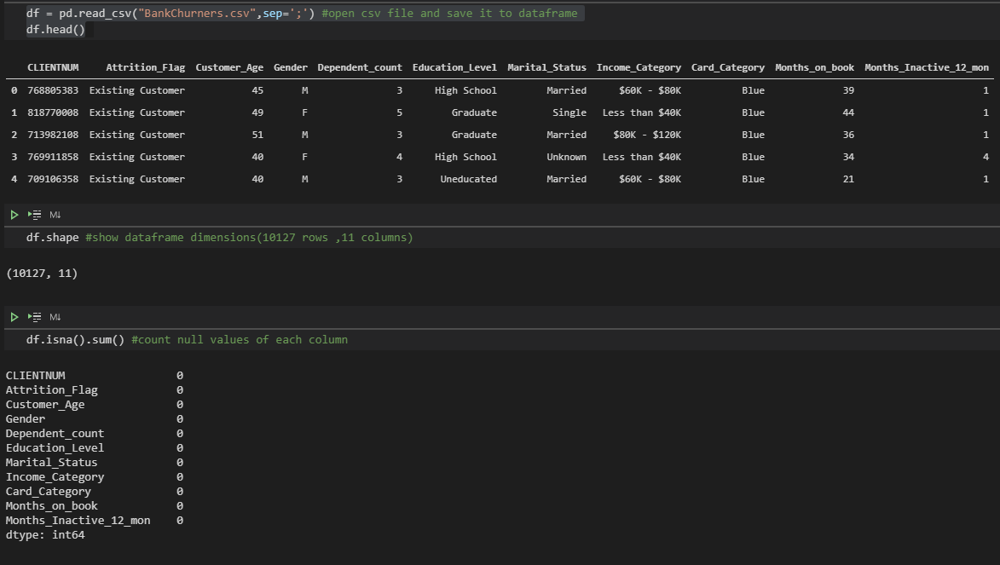 df = pd.read_csv("BankChurners.csv",sep=';') #open csv file and save it to dataframe
df.head()
CLIENTNUM Attrition_Flag Customer_Age Gender Dependent_count Education_Level Marital_Status Income_Category Card_Category Months_on_book Months_Inactive_12_mon
0 768805383 Existing Customer 45 M 3 High School Married $60K - $80K Blue 39 1
1 818770008 Existing Customer 49 F 5 Graduate Single Less than $40K Blue 44 1
2 713982108 Existing Customer 51 M 3 Graduate Married $80K - $120K Blue 36 1
3 769911858 Existing Customer 40 F 4 High School Unknown Less than $40K Blue 34 4
4 709106358 Existing Customer 40 M 3 Uneducated Married $60K - $80K Blue 21 1
M↓
df.shape #show dataframe dimensions(10127 rows ,11 columns)
(10127, 11)
M↓
df.isna().sum() #count null values of each column
CLIENTNUM 0
Attrition_Flag 0
Customer_Age 0
Gender 0
Dependent_count 0
Education_Level 0
Marital_Status 0
Income_Category 0
Card_Category 0
Months_on_book 0
Months_Inactive_12_mon 0
dtype: int64